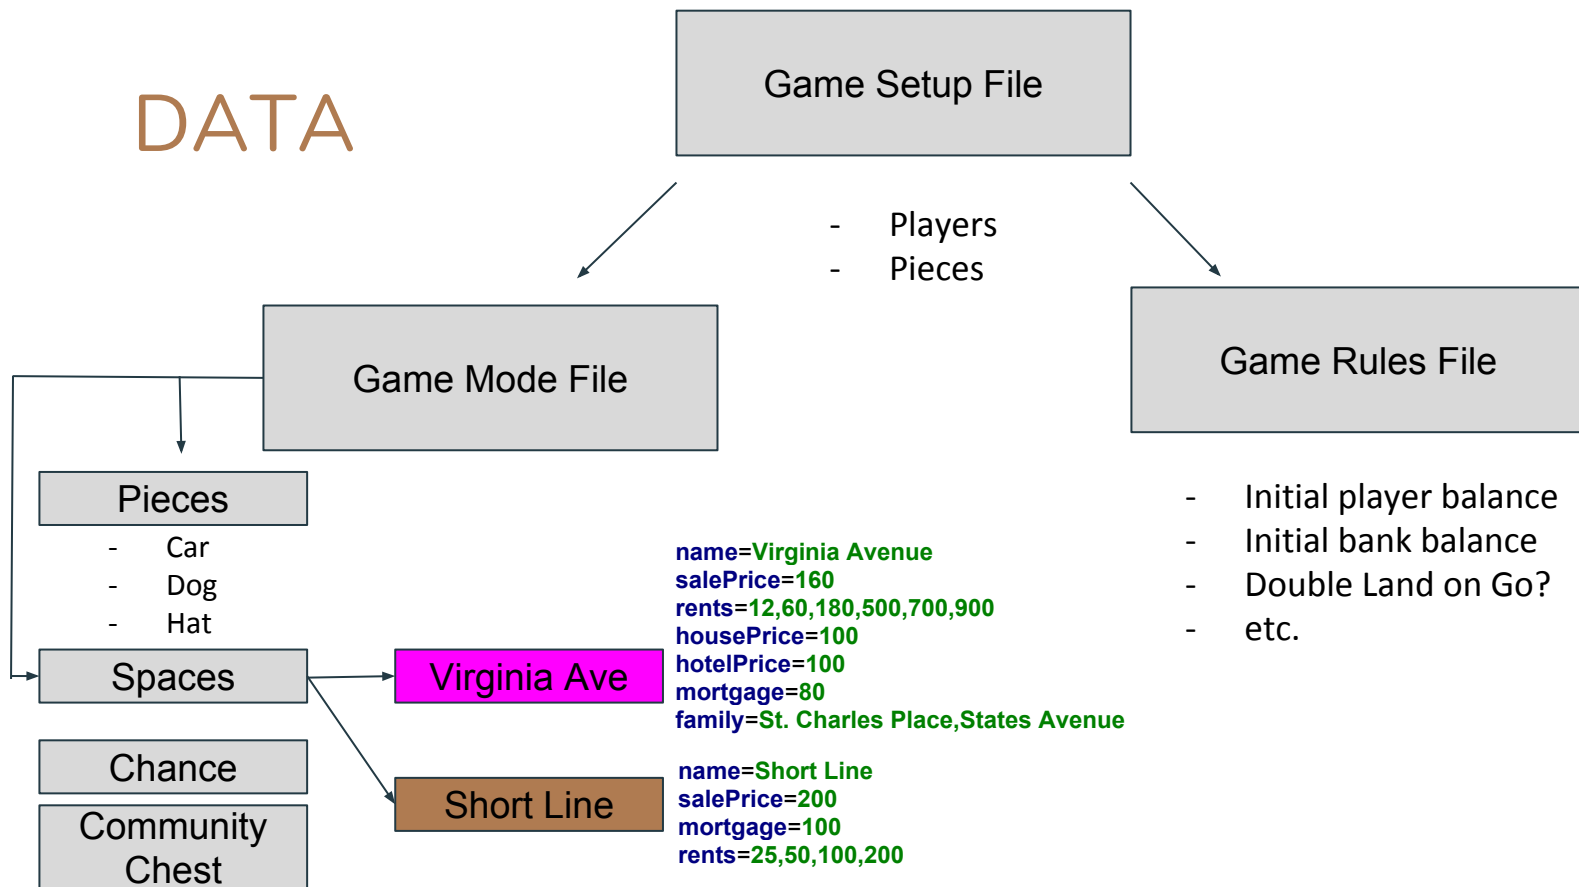 DATA
Game Setup File
- Players
- Pieces
Game Mode File
Game Rules File
- Initial player balance
- Initial bank balance
- Double Land on Go?
- etc.
Pieces
- Car
- Dog
- Hat
Spaces
Virginia Ave
name=Virginia Avenue
salePrice=160
rents=12,60,180,500,700,900
housePrice=100
hotelPrice=100
mortgage=80
family=St. Charles Place,States Avenue
Chance
Short Line
name=Short Line
salePrice=200
mortgage=100
rents=25,50,100,200
Community
Chest